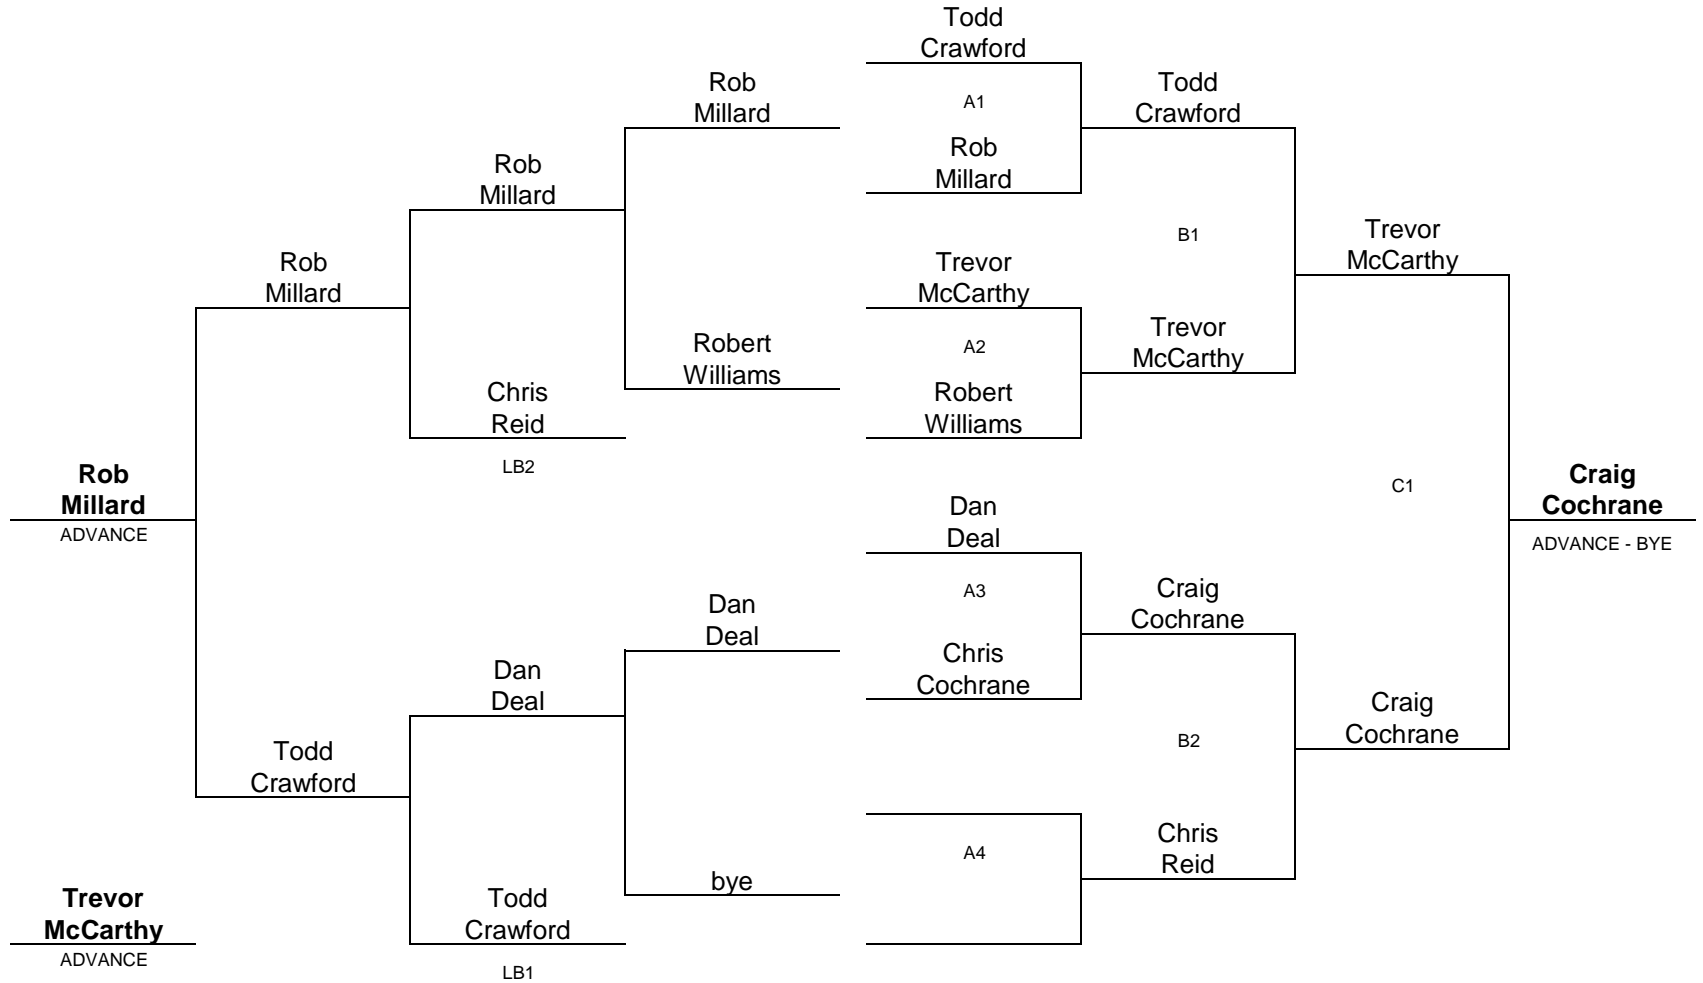 Todd
Crawford
Rob
Millard
A1
Todd
Crawford
Rob
Millard
Rob
Millard
B1
Trevor
McCarthy
Rob
Millard
Trevor
McCarthy
Robert
Williams
A2
Trevor
McCarthy
Chris
Reid
Robert
Williams
LB2
Rob
Millard
ADVANCE
C1
Craig
Cochrane
ADVANCE - BYE
Dan
Deal
A3
Craig
Cochrane
Dan
Deal
Chris
Cochrane
Dan
Deal
Craig
Cochrane
B2
Todd
Crawford
A4
Chris
Reid
bye
Trevor
McCarthy
ADVANCE
Todd
Crawford
LB1